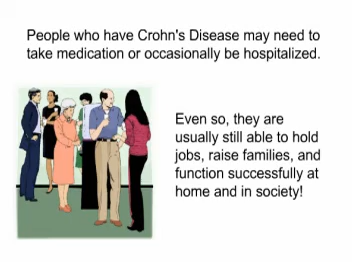 People who have Crohn's Disease may need to
take medication or occasionally be hospitalized.
Even so, they are
usually still able to hold
jobs, raise families, and
function successfully at
home and in society!